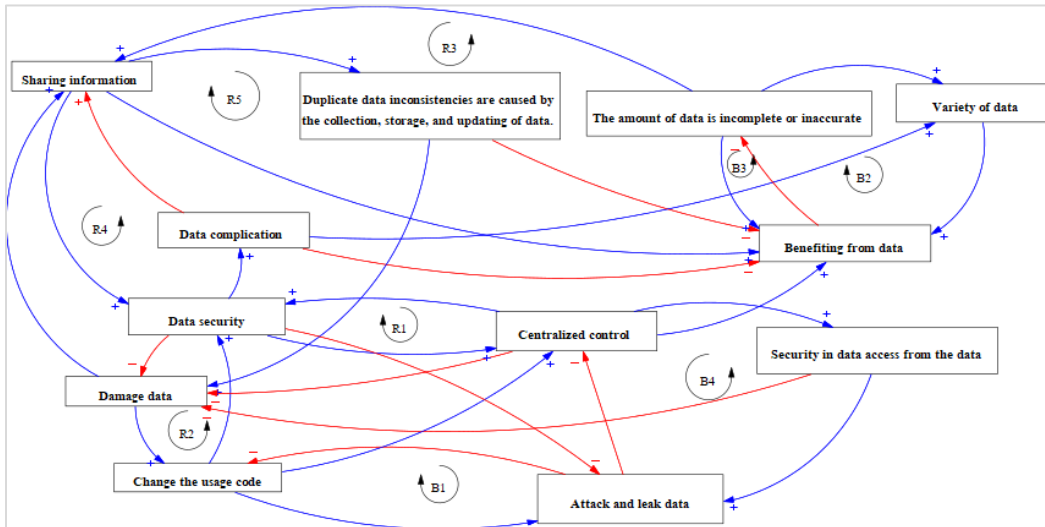 R3
Sharing information
R5
Duplicate data inconsistencies are caused by
the collection, storage, and updating of data.
The amount of data is incomplete or inaccurate
Variety of data
B3
B2
R4
Data complication
Benefiting from data
Data security
R1
Centralized control
Security in data access from the data
B4
Damage data
R2
Change the usage code
B1
Attack and leak data